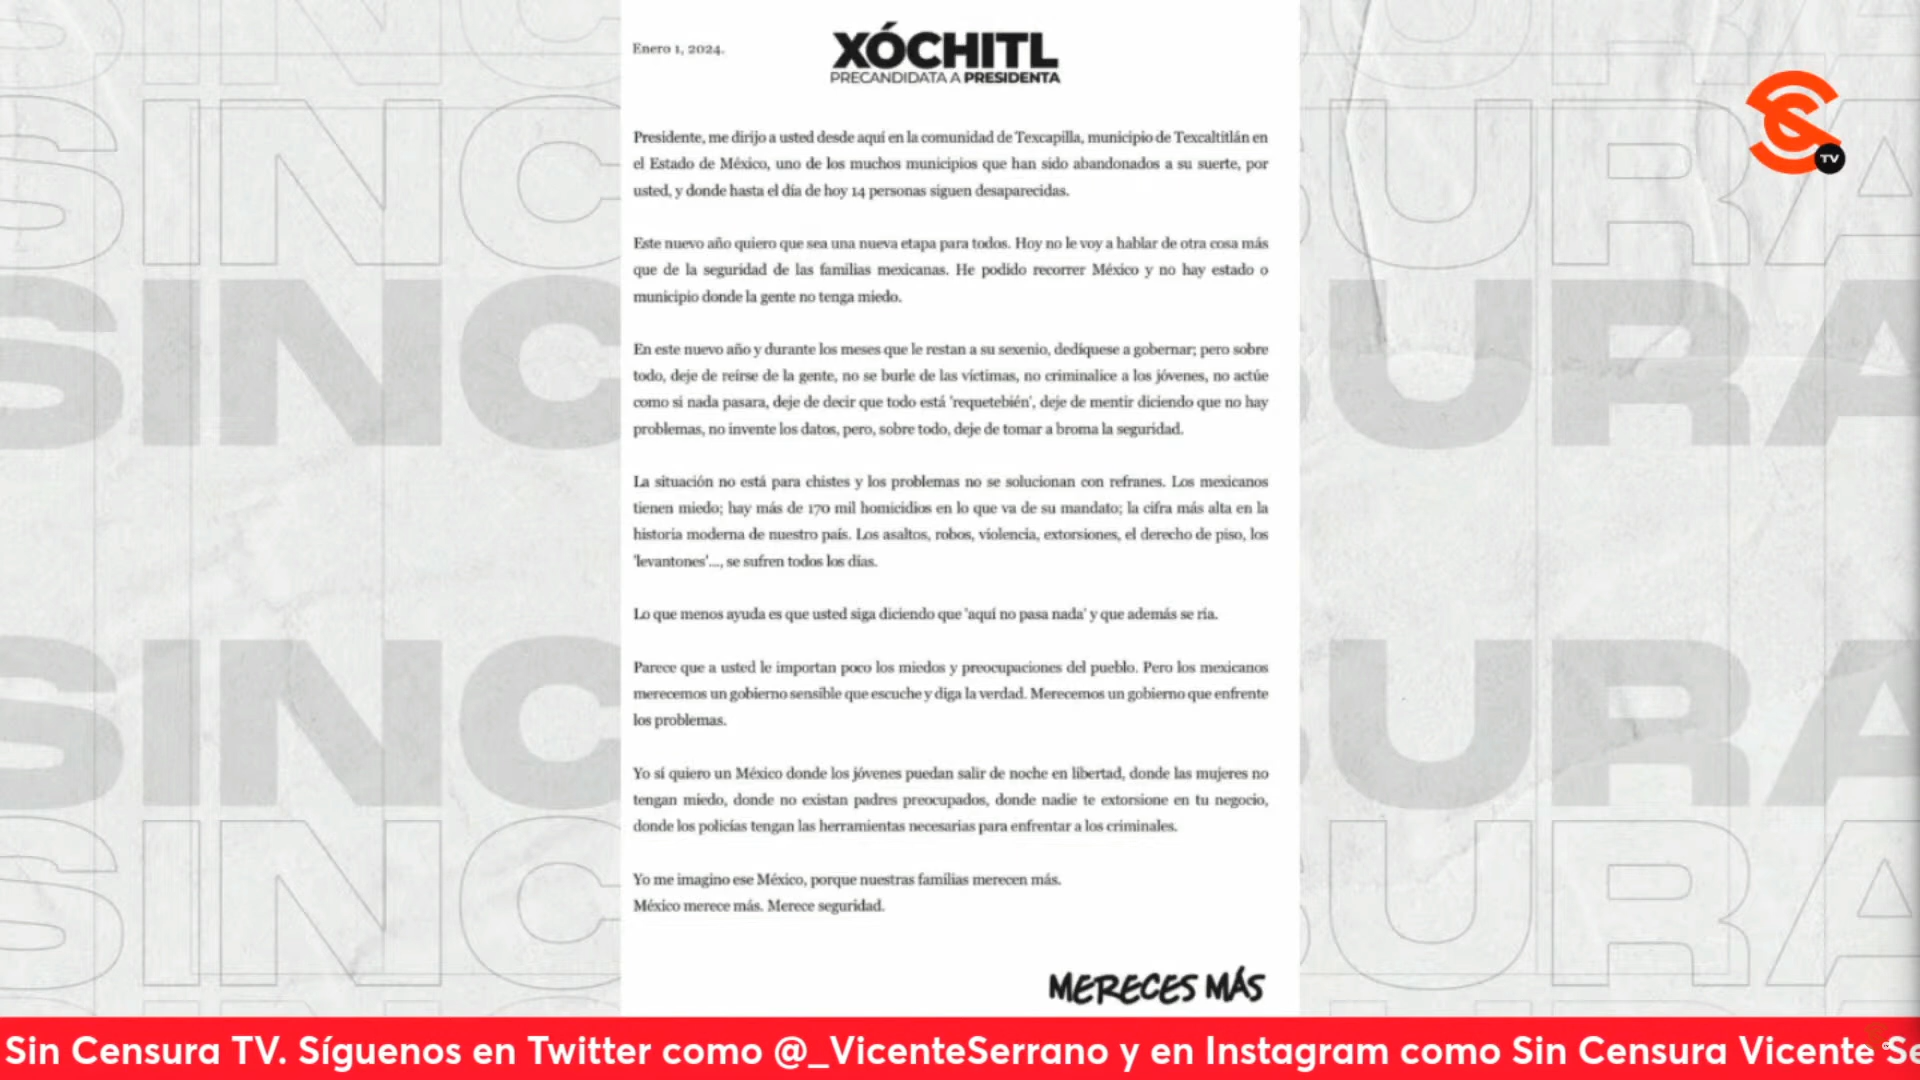 Enero 1, 2024.
XÓCHITL
PRECANDIDATA A PRESIDENTA
Presidente, me dirijo a usted desde aquí en la comunidad de Texcapilla, municipio de Texcaltitlán en
el Estado de México, uno de los muchos municipios que han sido abandonados a su suerte, por
usted, y donde hasta el día de hoy 14 personas siguen desaparecidas.
Este nuevo año quiero que sea una nueva etapa para todos. Hoy no le voy a hablar de otra cosa más
que de la seguridad de las familias mexicanas. He podido recorrer México y no hay estado o
municipio donde la gente no tenga miedo.
En este nuevo año y durante los meses que le restan a su sexenio, dedíquese a gobernar; pero sobre
todo, deje de reírse de la gente, no se burle de las víctimas, no criminalice a los jóvenes, no actúe
como si nada pasara, deje de decir que todo está 'requetebién', deje de mentir diciendo que no hay
problemas, no invente los datos, pero, sobre todo, deje de tomar a broma la seguridad.
La situación no está para chistes y los problemas no se solucionan con refranes. Los mexicanos
tienen miedo; hay más de 170 mil homicidios en lo que va de su mandato; la cifra más alta en la
historia moderna de nuestro país. Los asaltos, robos, violencia, extorsiones, el derecho de piso, los
'levantones'..., se sufren todos los días.
Lo que menos ayuda es que usted siga diciendo que 'aquí no pasa nada' y que además se ría.
Parece que a usted le importan poco los miedos y preocupaciones del pueblo. Pero los mexicanos
merecemos un gobierno sensible que escuche y diga la verdad. Merecemos un gobierno que enfrente
los problemas.
Yo sí quiero un México donde los jóvenes puedan salir de noche en libertad, donde las mujeres no
tengan miedo, donde no existan padres preocupados, donde nadie te extorsione en tu negocio,
donde los policías tengan las herramientas necesarias para enfrentar a los criminales.
Yo me imagino ese México, porque nuestras familias merecen más.
México merece más. Merece seguridad.
MERECES MÁS
TV
SINC URA
SINC URA
SINC URA
SINC URA
SINC URA
Sin Censura TV. Síguenos en Twitter como @_VicenteSerrano y en Instagram como Sin Censura Vicente Se